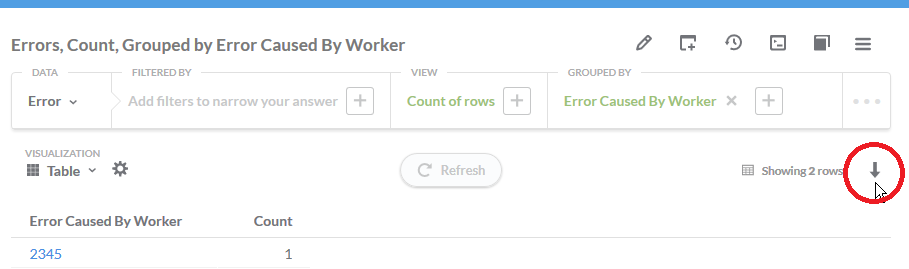 Errors, Count, Grouped by Error Caused By Worker
DATA FILTERED BY VIEW GROUPED BY
Error Add filters to narrow your answer Count of rows Error Caused By Worker
VISUALIZATION
Table Refresh Showing 2 rows
Error Caused By Worker Count
2345 1